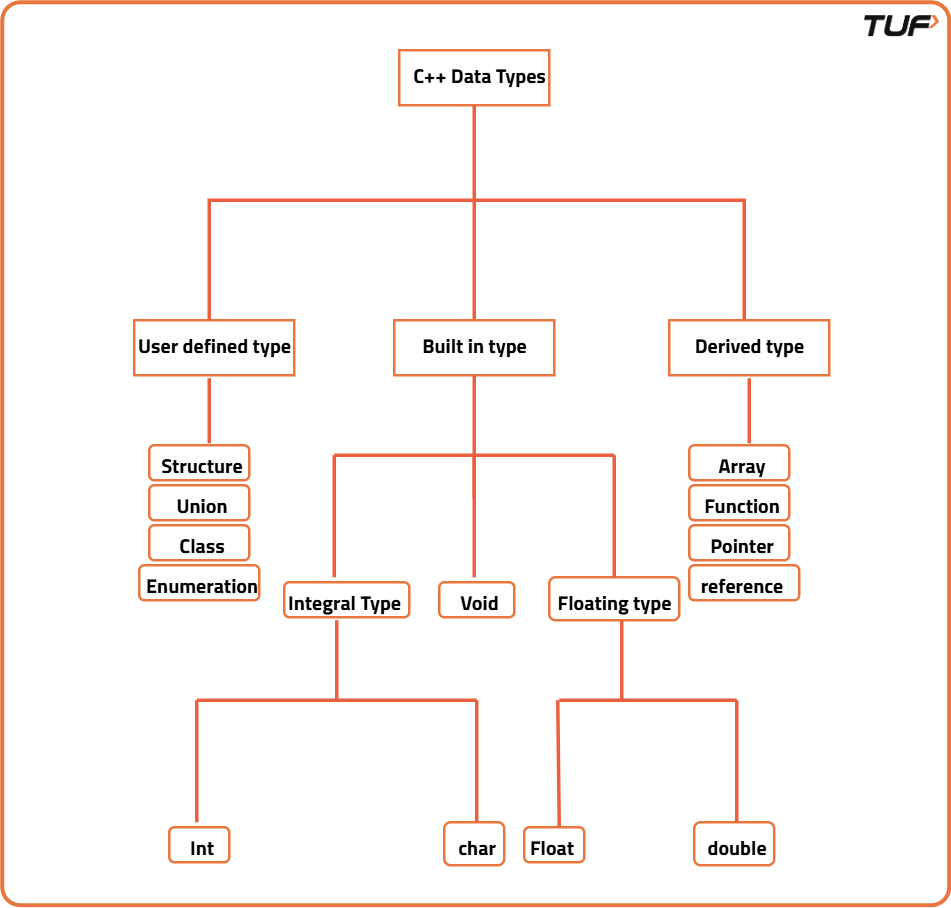 TUF
C++ Data Types
User defined type
Built in type
Derived type
Structure
Union
Class
Enumeration
Array
Function
Pointer
reference
Integral Type
Void
Floating type
Int
char
Float
double